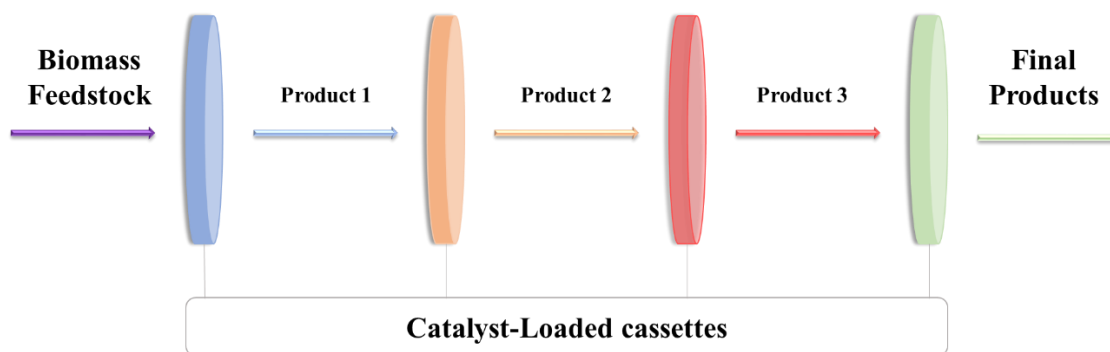 Biomass
Feedstock
Product 1
Product 2
Product 3
Final
Products
Catalyst-Loaded cassettes